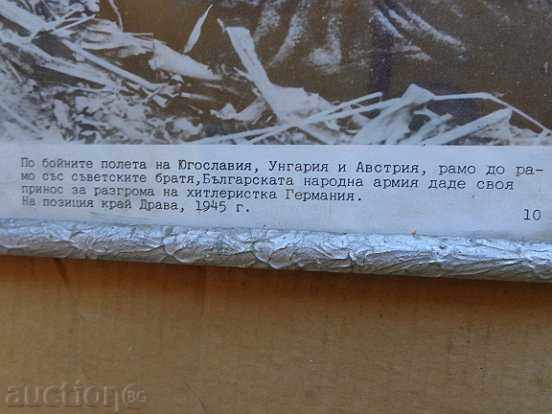 По бойните полета на Югославия, Унгария и Австрия, рамо до ра-
мо със съветските братя,Българската народна армия даде своя
принос за разгрома на хитлеристка Германия.
На позиция край Драва, 1945 г.
10
auction.BG